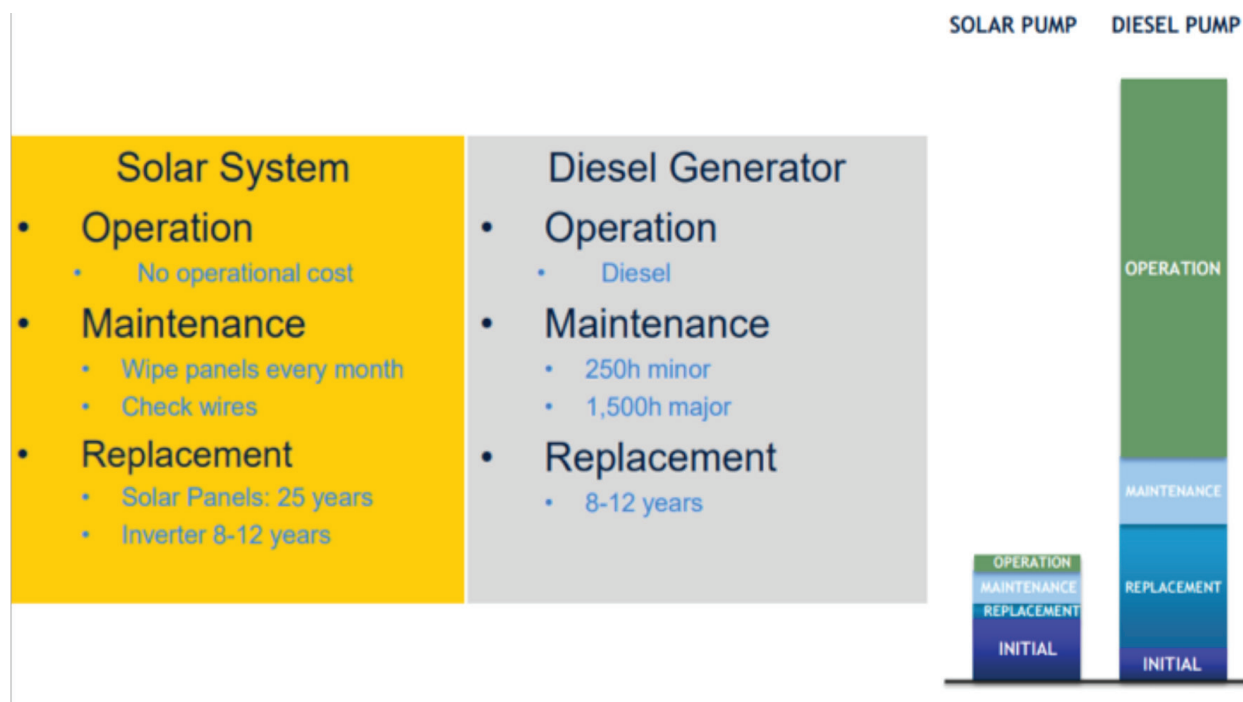 SOLAR PUMP DIESEL PUMP
Solar System
• Operation
• No operational cost
• Maintenance
• Wipe panels every month
• Check wires
• Replacement
• Solar Panels: 25 years
• Inverter 8-12 years
Diesel Generator
• Operation
• Diesel
• Maintenance
• 250h minor
• 1,500h major
• Replacement
• 8-12 years
OPERATION
MAINTENANCE
REPLACEMENT
INITIAL
OPERATION
MAINTENANCE
REPLACEMENT
INITIAL